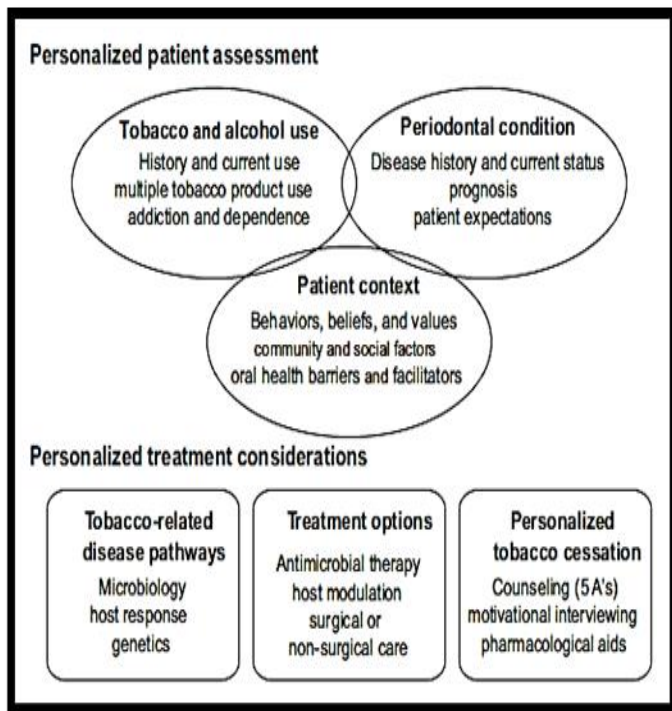 Personalized patient assessment
Tobacco and alcohol use
History and current use
multiple tobacco product use
addiction and dependence
Periodontal condition
Disease history and current status
prognosis
patient expectations
Patient context
Behaviors, beliefs, and values
community and social factors
oral health barriers and facilitators
Personalized treatment considerations
Tobacco-related
disease pathways
Microbiology
host response
genetics
Treatment options
Antimicrobial therapy
host modulation
surgical or
non-surgical care
Personalized
tobacco cessation
Counseling (5A's)
motivational interviewing
pharmacological aids